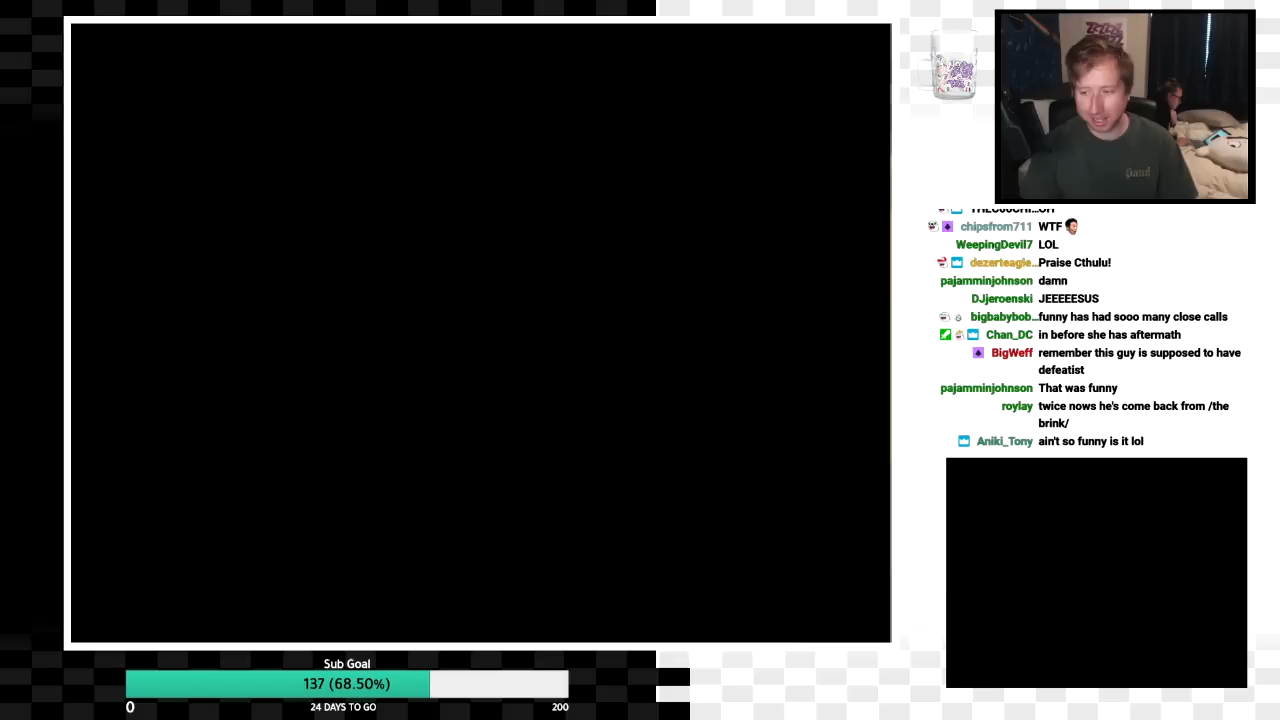 chipsfrom711 WTF
WeepingDevil7 LOL
dezerteagle… Praise Cthulu!
pajamminjohnson damn
DJjeroenski JEEEEESUS
bigbabybob… funny has had sooo many close calls
Chan_DC in before she has aftermath
BigWeff remember this guy is supposed to have
defeatist
pajamminjohnson That was funny
roylay twice nows he's come back from /the
brink/
Aniki_Tony ain't so funny is it lol
Sub Goal
137 (68.50%)
0 24 DAYS TO GO 200